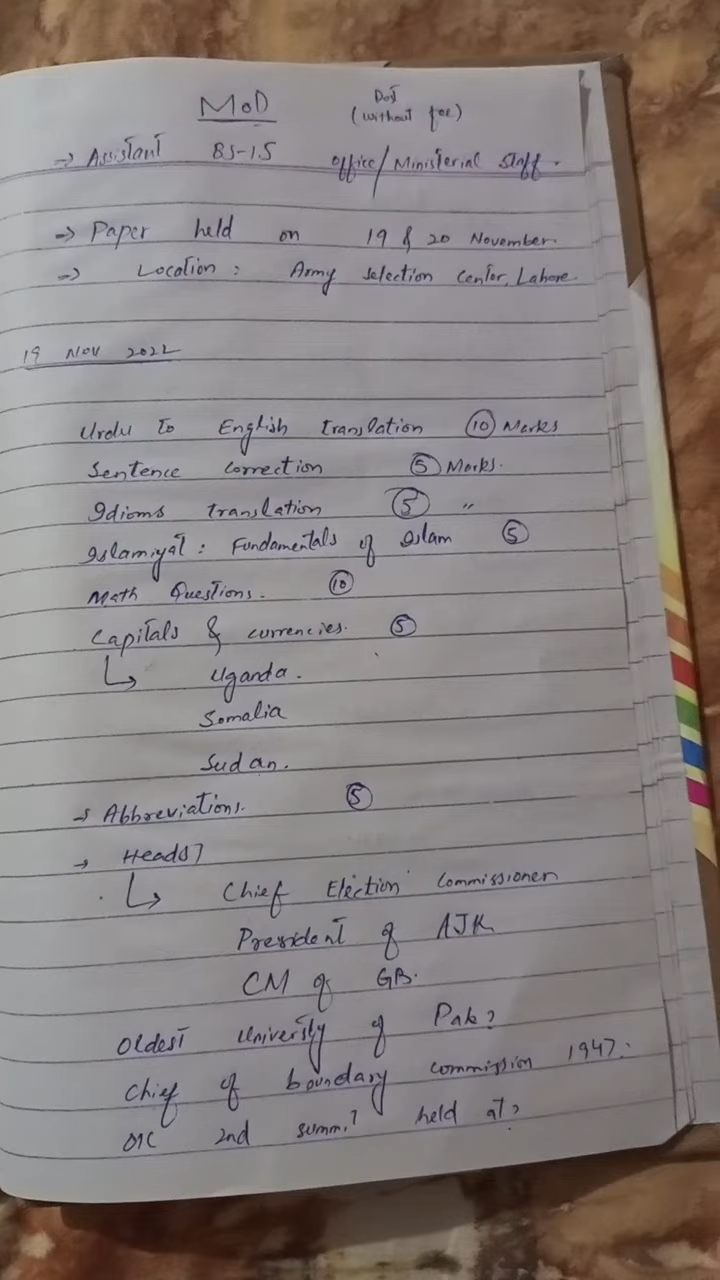 MOD (without fee)
→ Assistant BS-15 office/Ministerial Staff.
→ Paper held on 19 & 20 November.
→ Location: Army Selection Center, Lahore
19 Nov 2022
Urdu to English translation (10) Marks
Sentence correction (5) Marks.
Idioms translation (5) "
Islamiyat: Fundamentals of Islam (5)
Math Questions. (10)
Capitals & currencies. (5)
↳ Uganda.
Somalia
Sudan.
→ Abbreviations. (5)
→ Heads?
↳ Chief Election Commissioner
President of AJK
CM of GB.
Oldest University of Pak?
Chief of boundary commission 1947.
OIC 2nd summit held at?